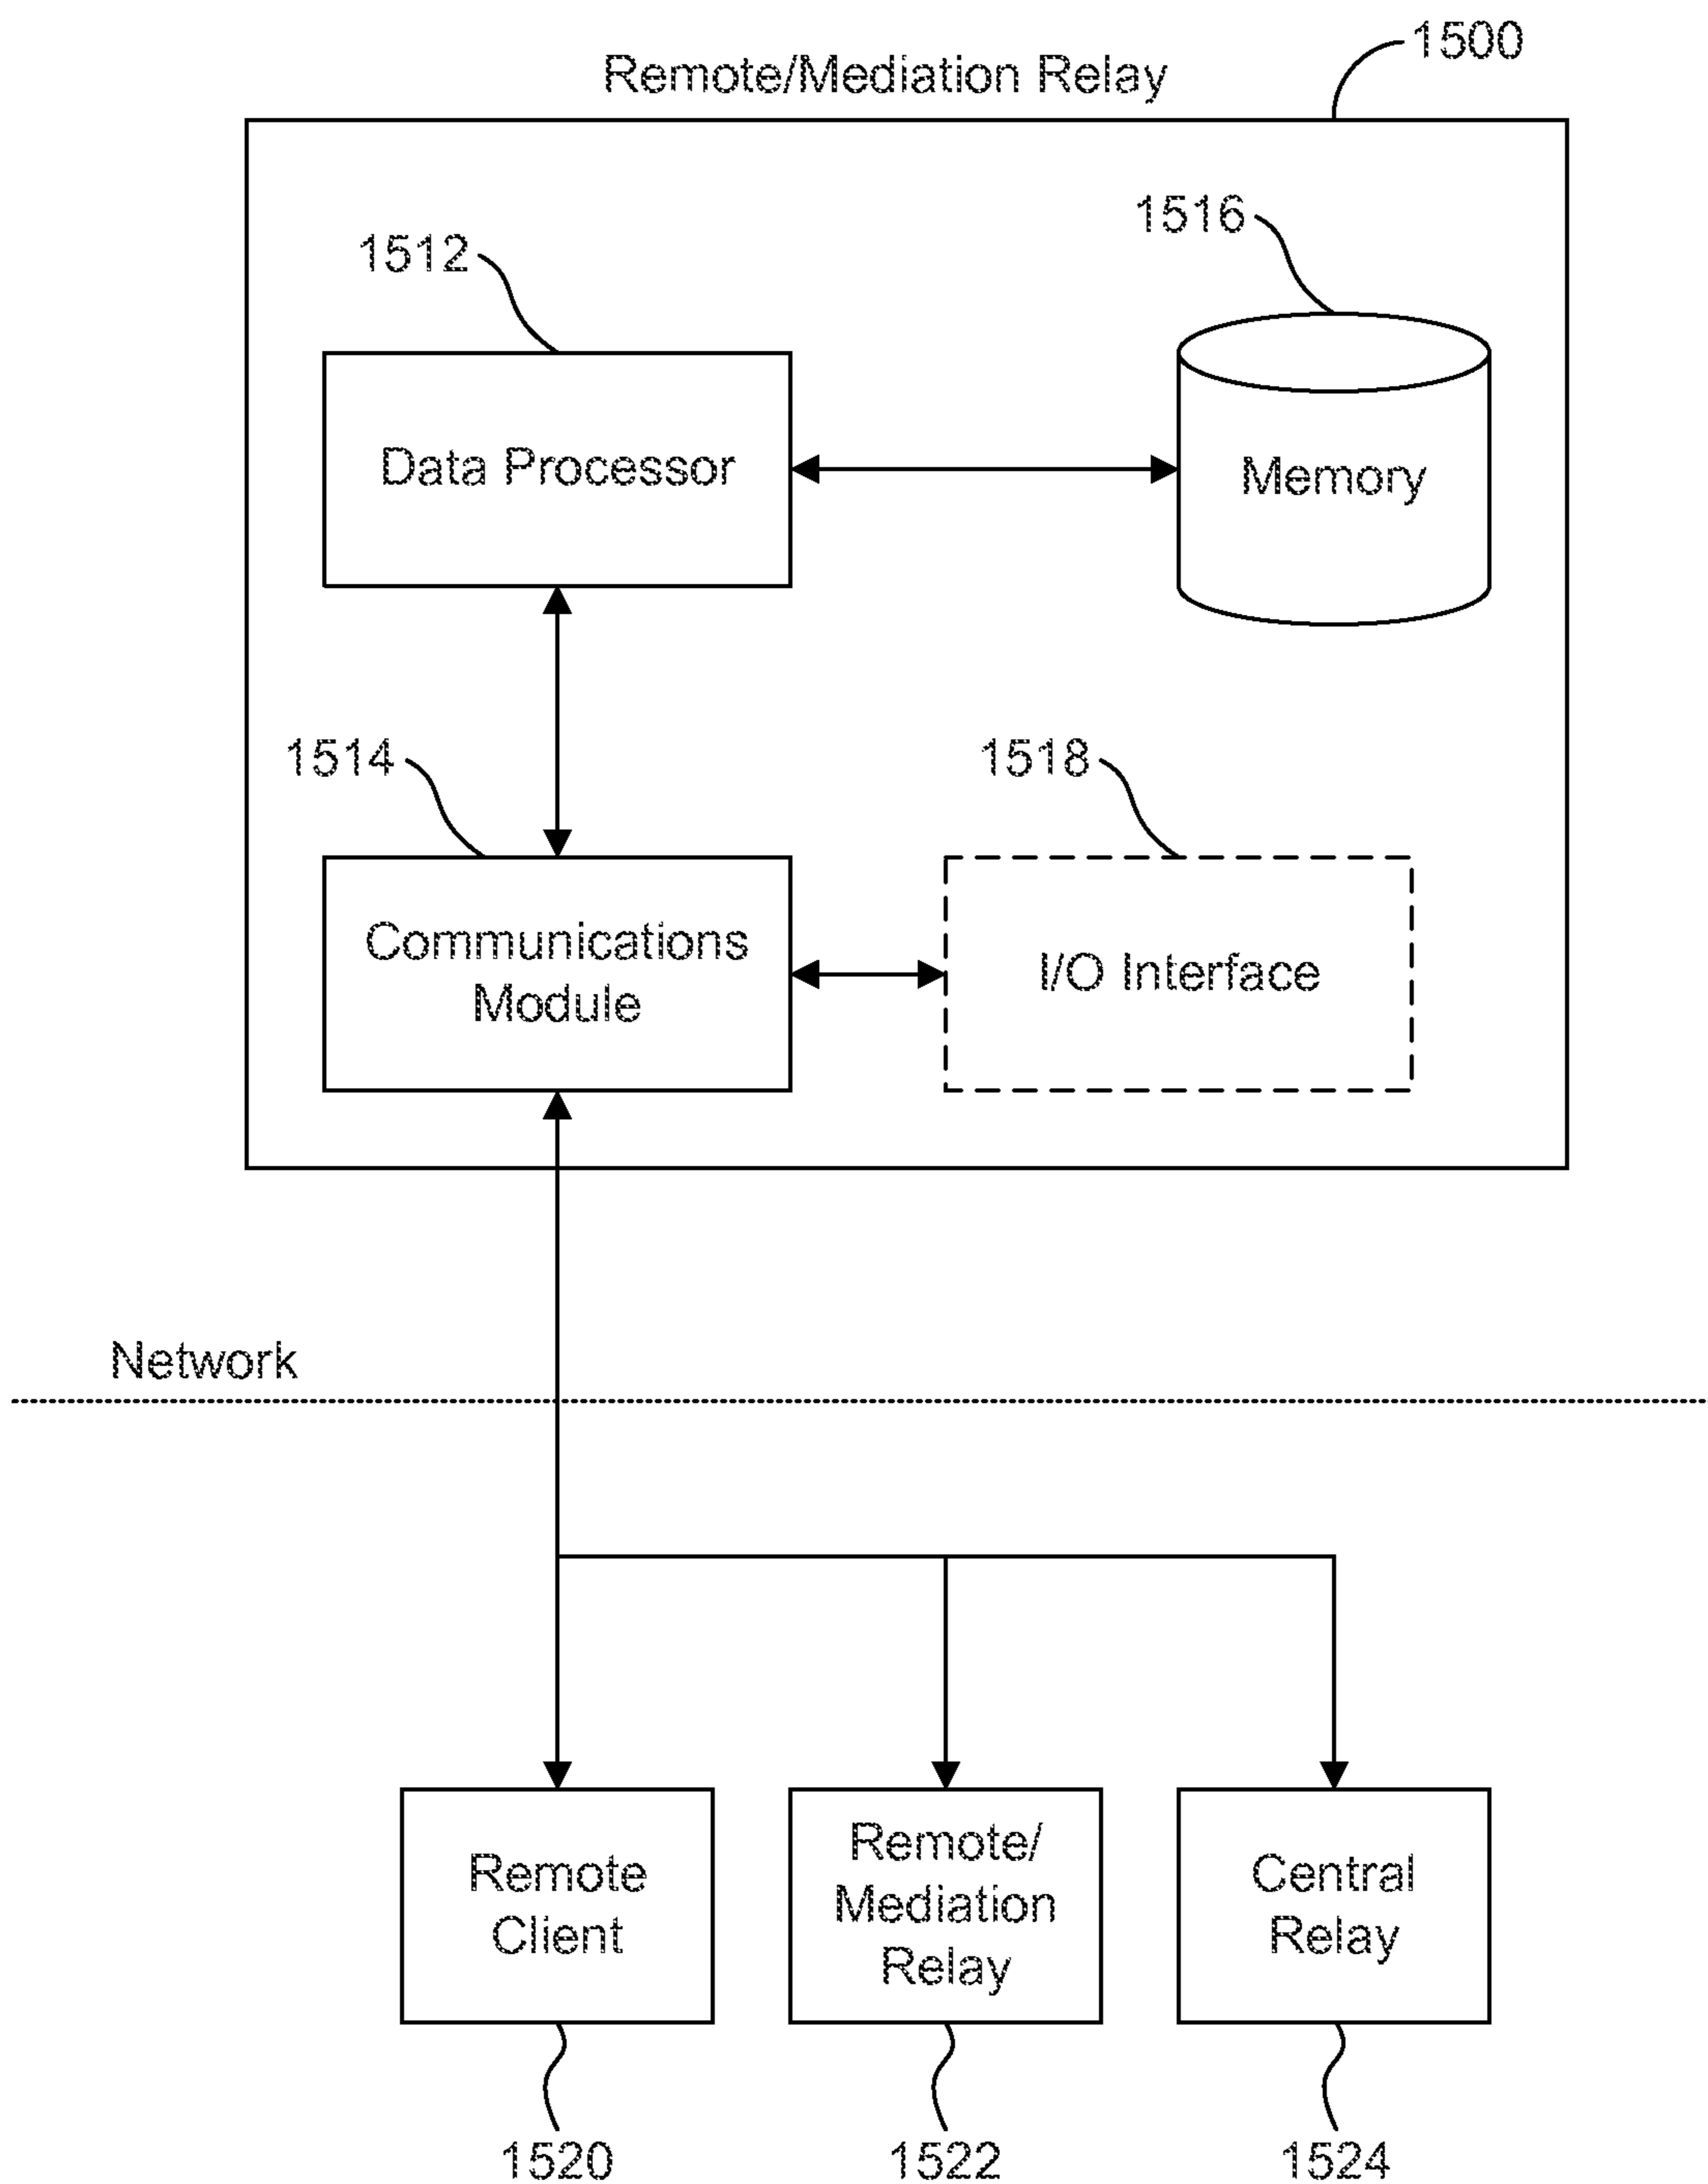 1500
Remote/Mediation Relay
1516
1512
Data Processor
Memory
1514
1518
Communications
Module
I/O Interface
Network
Remote
Client
Remote/
Mediation
Relay
Central
Relay
1520
1522
1524